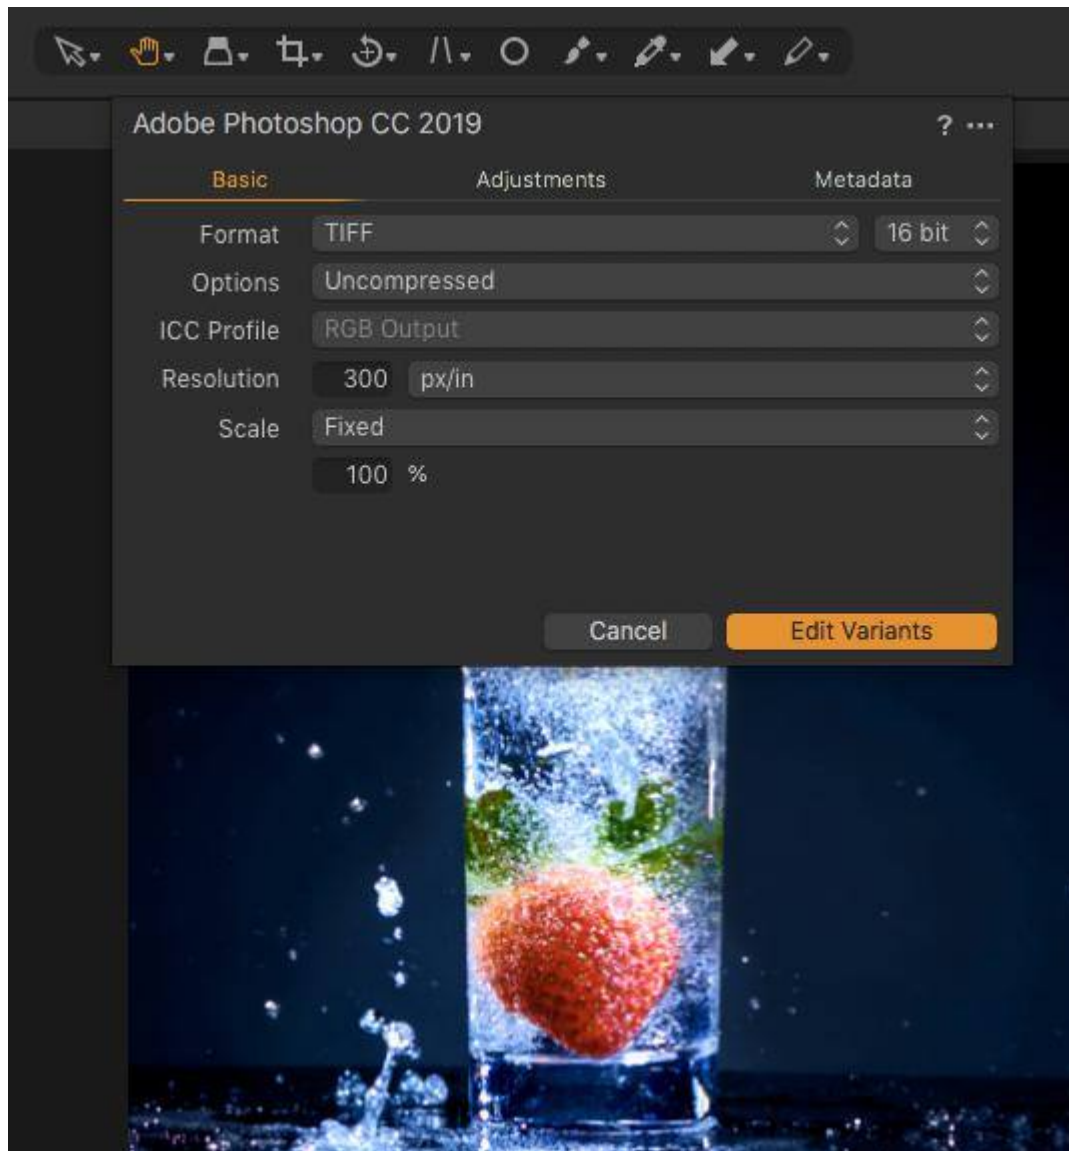 Adobe Photoshop CC 2019 ? ···
Basic Adjustments Metadata
Format TIFF 16 bit
Options Uncompressed
ICC Profile RGB Output
Resolution 300 px/in
Scale Fixed
100 %
Cancel Edit Variants